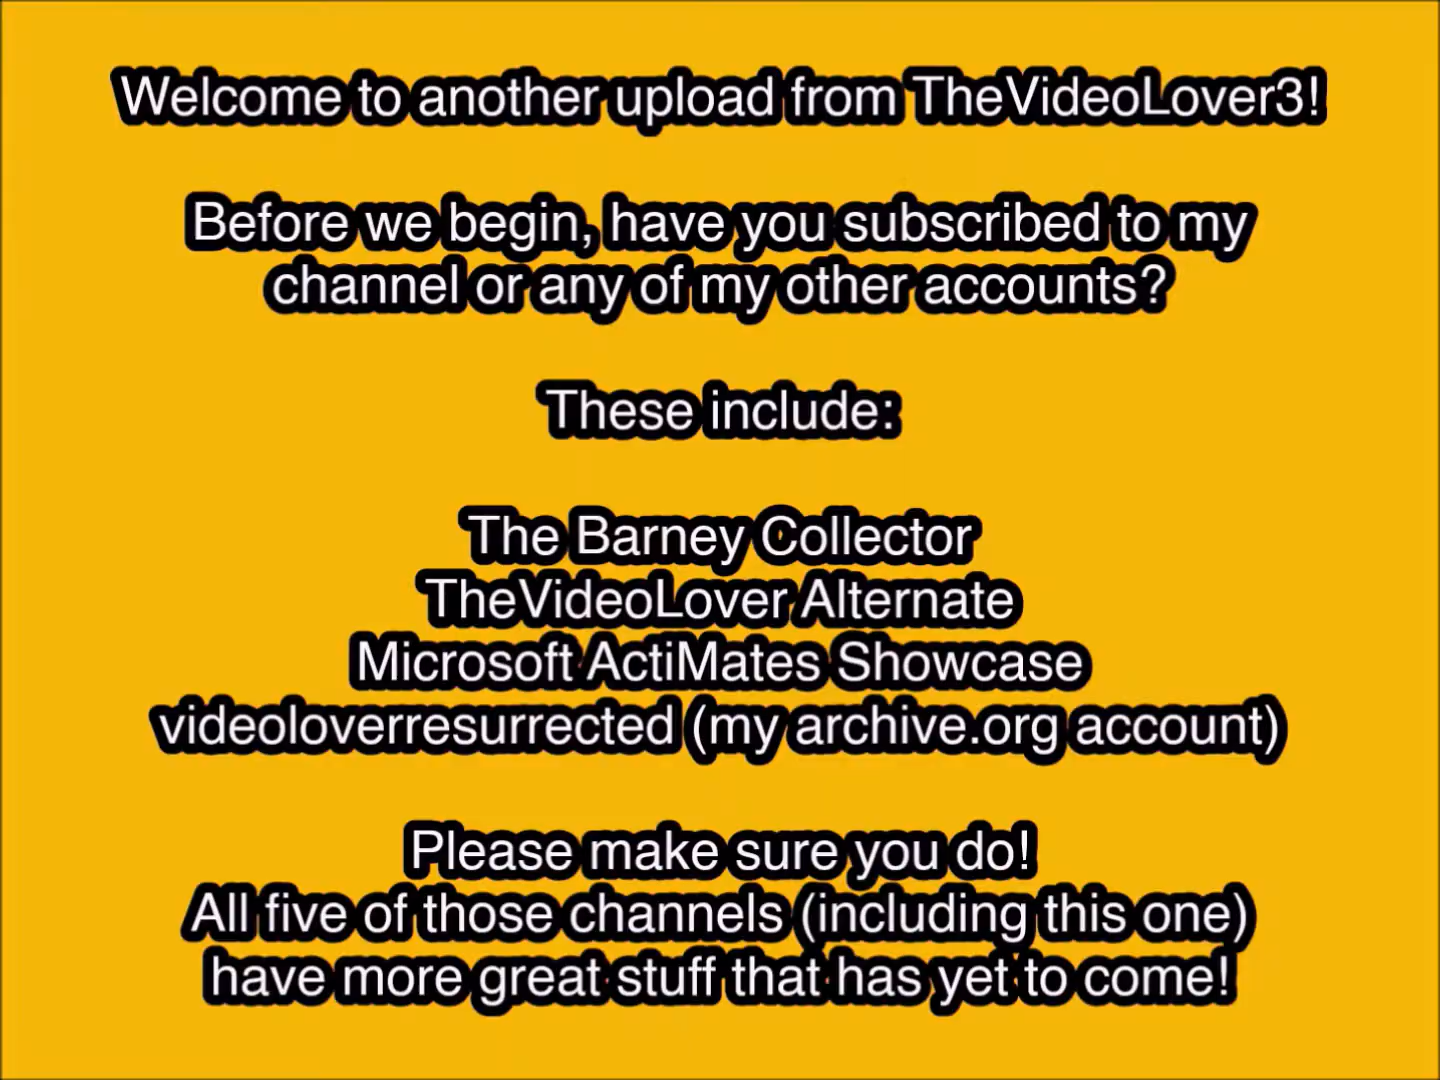 Welcome to another upload from TheVideoLover3!
Before we begin, have you subscribed to my
channel or any of my other accounts?
These include:
The Barney Collector
TheVideoLover Alternate
Microsoft ActiMates Showcase
videoloverresurrected (my archive.org account)
Please make sure you do!
All five of those channels (including this one)
have more great stuff that has yet to come!